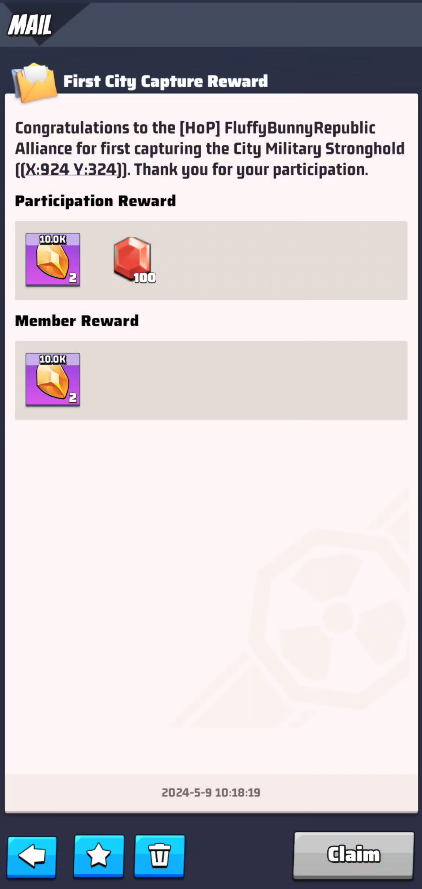 MAIL
First City Capture Reward
Congratulations to the [HoP] FluffyBunnyRepublic
Alliance for first capturing the City Military Stronghold
((X:924 Y:324)). Thank you for your participation.
Participation Reward
10.0K
2
100
Member Reward
10.0K
2
2024-5-9 10:18:19
Claim